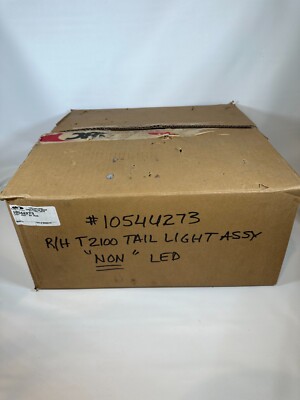 #10544273
R/H T2100 TAIL LIGHT ASSY
"NON" LED